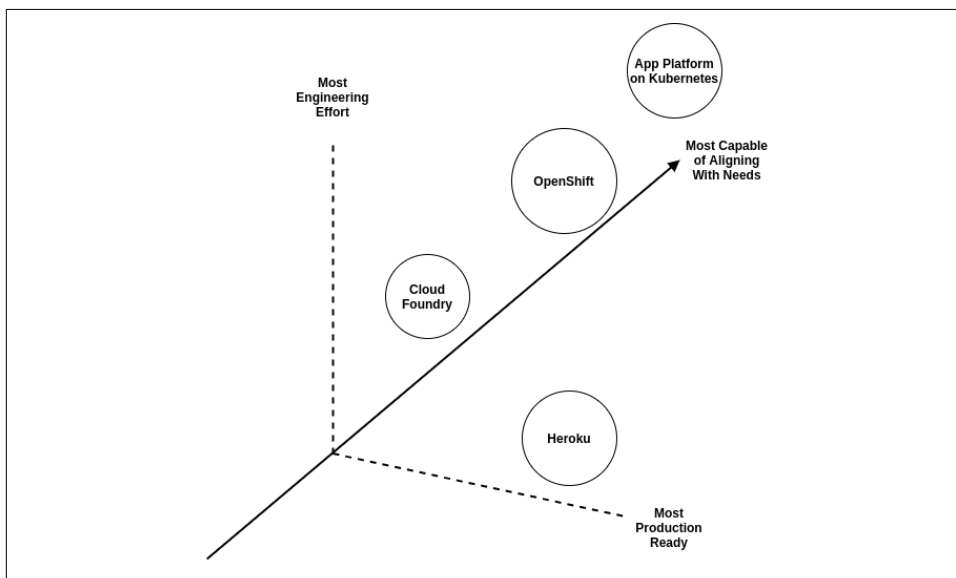 App Platform
on Kubernetes
Most
Engineering
Effort
Most Capable
of Aligning
With Needs
OpenShift
Cloud
Foundry
Heroku
Most
Production
Ready